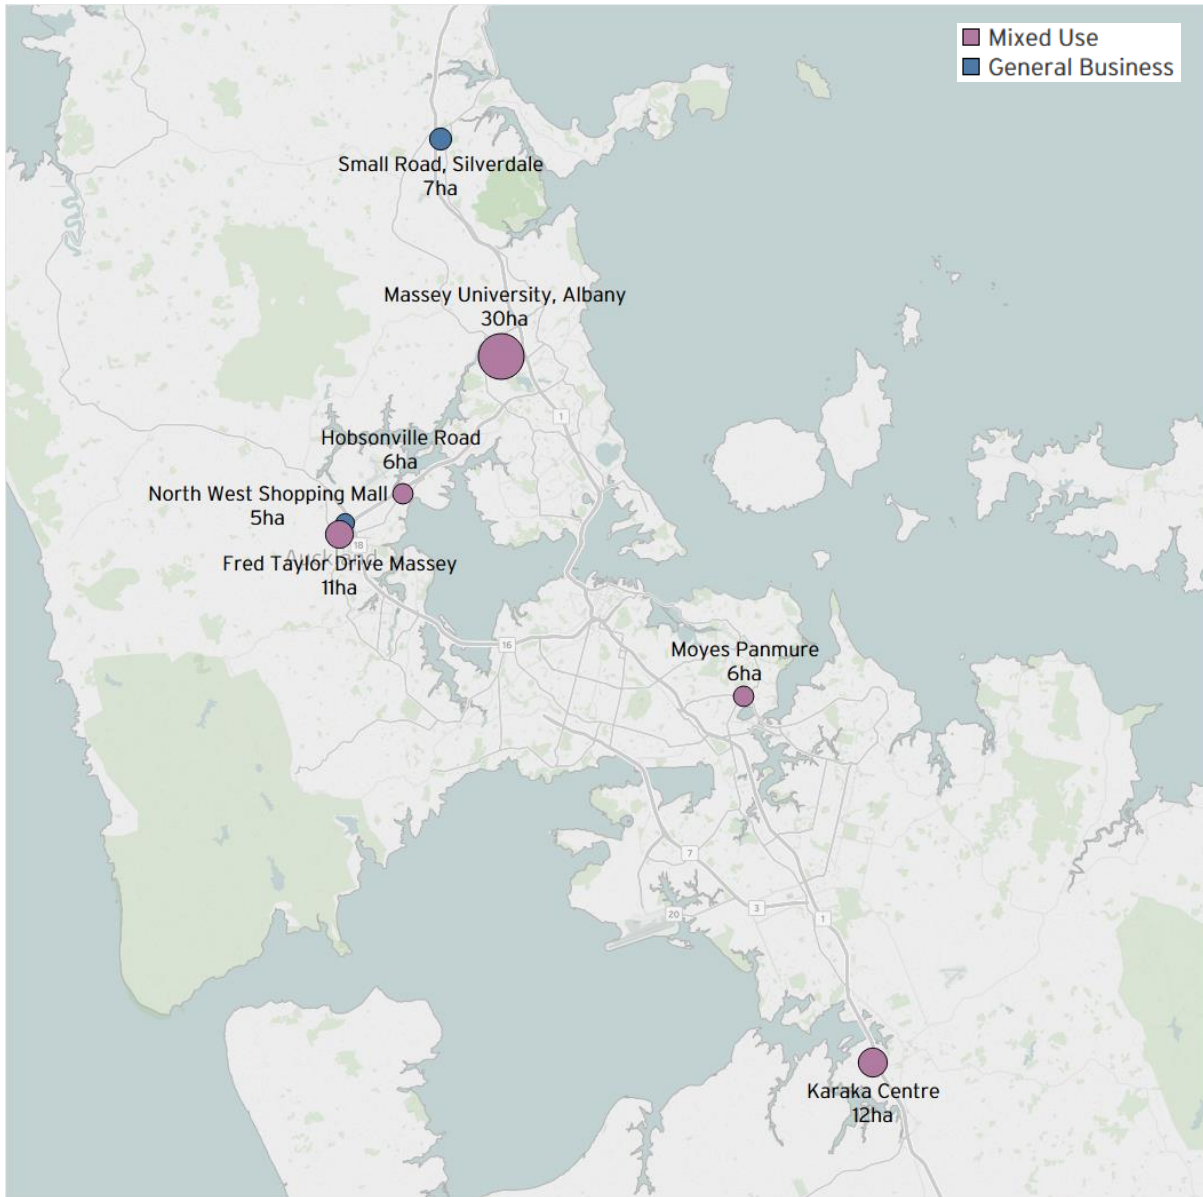 Mixed Use
General Business
Small Road, Silverdale
7ha
Massey University, Albany
30ha
1
Hobsonville Road
6ha
North West Shopping Mall
5ha
18
Auckland
Fred Taylor Drive Massey
11ha
16
Moyes Panmure
6ha
7
3
20
1
Karaka Centre
12ha